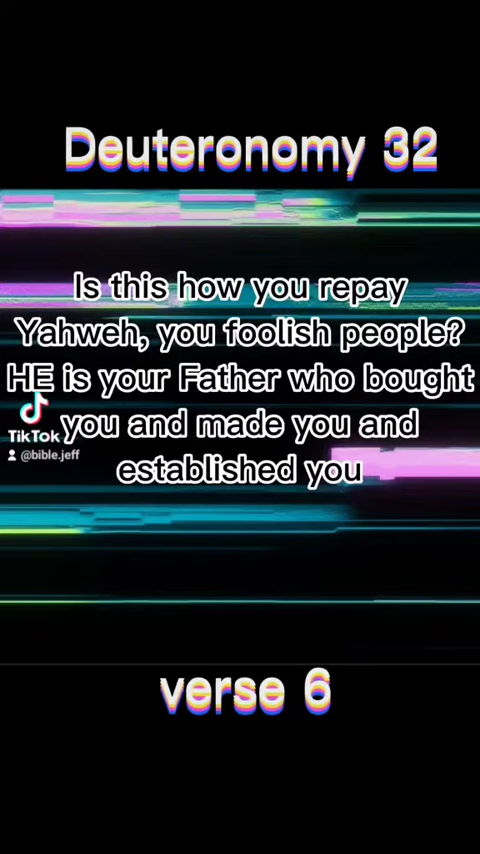 Deuteronomy 32
Is this how you repay
Yahweh, you foolish people?
HE is your Father who bought
you and made you and
established you
TikTok
@bible.jeff
verse 6